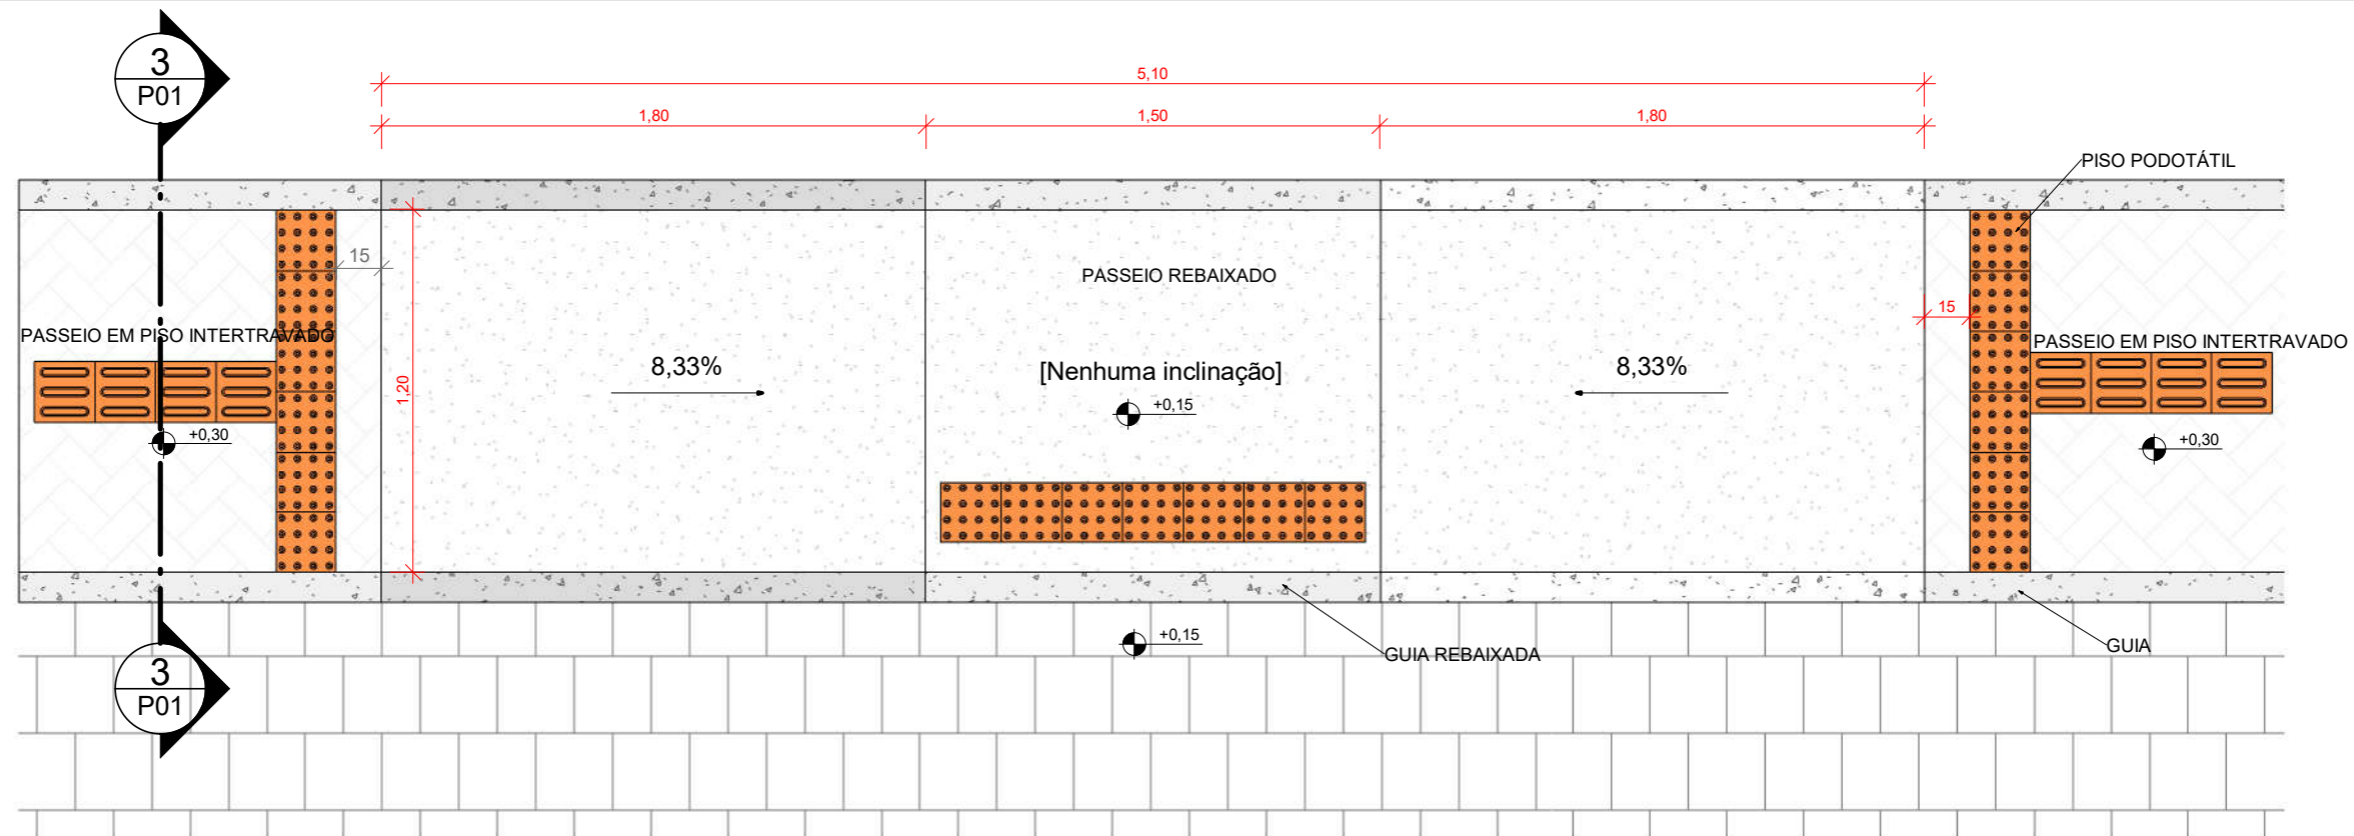 3
P01
5,10
1,80
1,50
1,80
PISO PODOTÁTIL
15
PASSEIO REBAIXADO
15
PASSEIO EM PISO INTERTRAVADO
PASSEIO EM PISO INTERTRAVADO
8,33%
[Nenhuma inclinação]
8,33%
1,20
+0,15
+0,30
+0,30
+0,15
GUIA REBAIXADA
GUIA
3
P01